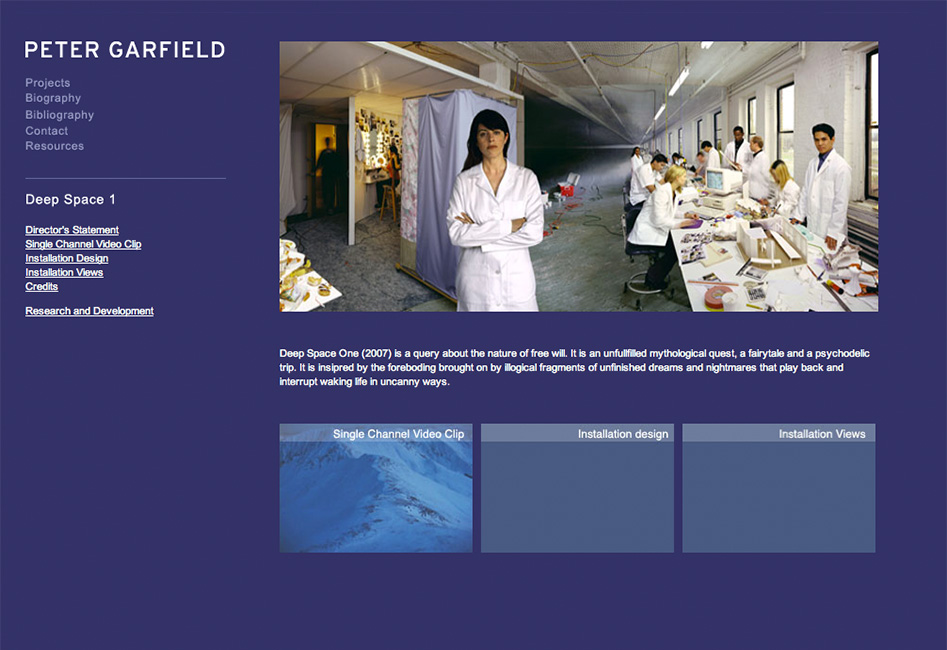 PETER GARFIELD
Projects
Biography
Bibliography
Contact
Resources
Deep Space 1
Director's Statement
Single Channel Video Clip
Installation Design
Installation Views
Credits
Research and Development
Deep Space One (2007) is a query about the nature of free will. It is an unfullfilled mythological quest, a fairytale and a psychodelic
trip. It is insipred by the foreboding brought on by illogical fragments of unfinished dreams and nightmares that play back and
interrupt waking life in uncanny ways.
Single Channel Video Clip
Installation design
Installation Views